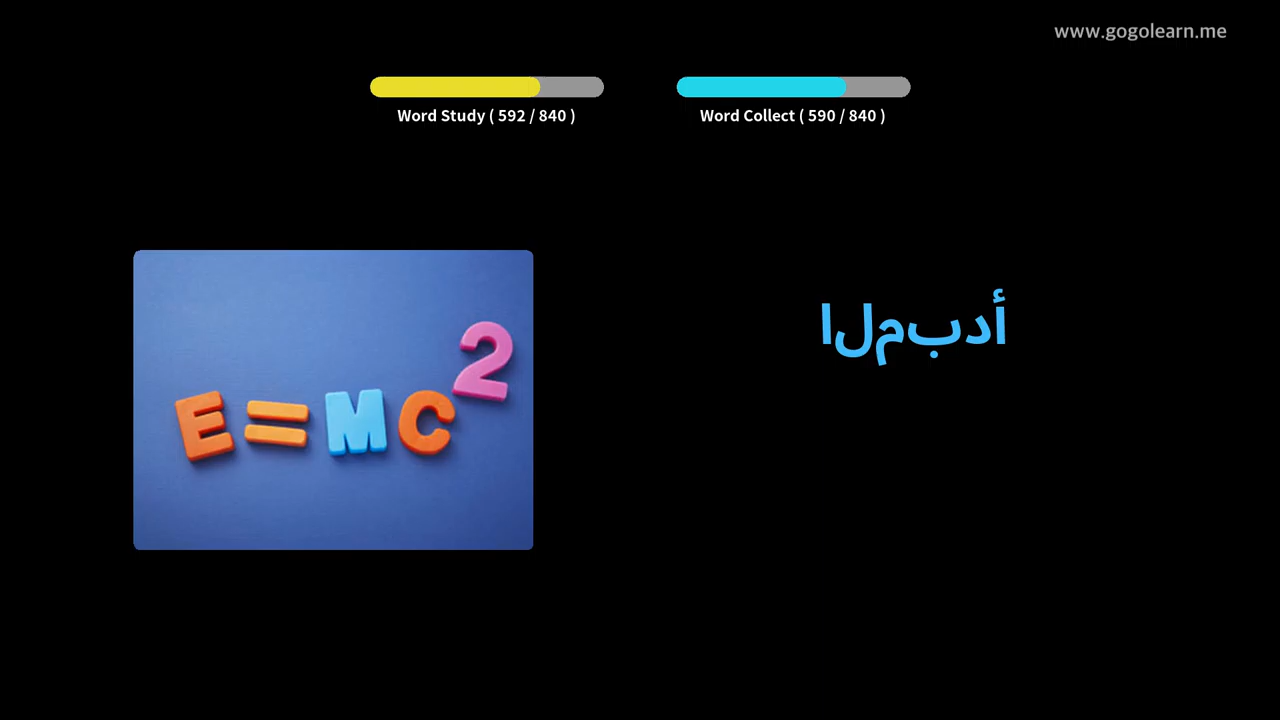 www.gogolearn.me
Word Study ( 592 / 840 )
Word Collect ( 590 / 840 )
E=MC²
المبدأ